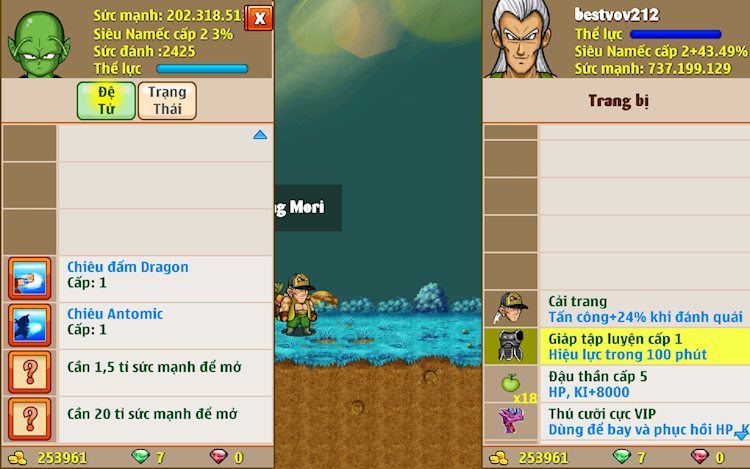 Sức mạnh: 202.318.51
X
Siêu Namếc cấp 2 3%
Sức đánh :2425
Thể lực
Đệ
Tử
Trạng
Thái
Chiêu đấm Dragon
Cấp: 1
Chiêu Antomic
Cấp: 1
?
Cần 1,5 tỉ sức mạnh để mở
?
Cần 20 tỉ sức mạnh để mở
253961
7
0
ng Mori
bestvov212
Thể lực
Siêu Namếc cấp 2+43.49%
Sức mạnh: 737.199.129
Trang bị
Cải trang
Tấn công+24% khi đánh quái
Giáp tập luyện cấp 1
Hiệu lực trong 100 phút
Đậu thần cấp 5
x18
HP, KI+8000
Thú cưỡi cực VIP
Dùng để bay và phục hồi HP, K
253961
7
0